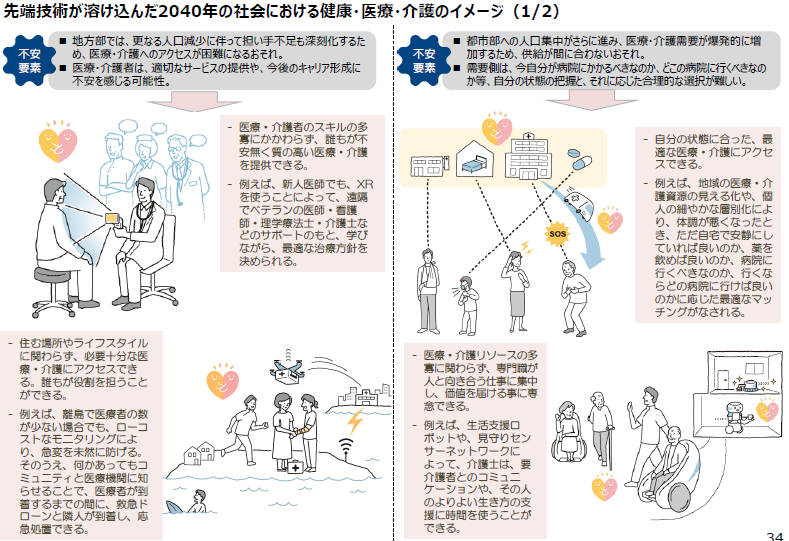 先端技術が溶け込んだ2040年の社会における健康・医療・介護のイメージ（1/2）
不安
要素
■ 地方部では、更なる人口減少に伴って担い手不足も深刻化するた
め、医療・介護へのアクセスが困難になるおそれ。
■ 医療・介護者は、適切なサービスの提供や、今後のキャリア形成に
不安を感じる可能性。
- 医療・介護者のスキルの多
寡にかかわらず、誰もが不
安無く質の高い医療・介護
を提供できる。
- 例えば、新人医師でも、XR
を使うことによって、遠隔
でベテランの医師・看護
師・理学療法士・介護士な
どのサポートのもと、学び
ながら、最適な治療方針を
決められる。
- 住む場所やライフスタイル
に関わらず、必要十分な医
療・介護にアクセスでき
る。誰もが役割を担うこと
ができる。
- 例えば、離島で医療者の数
が少ない場合でも、ローコ
ストなモニタリングによ
り、急変を未然に防げる。
そのうえ、何かあってもコ
ミュニティと医療機関に知
らせることで、医療者が到
着するまでの間に、救急ド
ローンと隣人が到着し、応
急処置できる。
不安
要素
■ 都市部への人口集中がさらに進み、医療・介護需要が爆発的に増
加するため、供給が間に合わないおそれ。
■ 需要側は、今自分が病院にかかるべきなのか、どこの病院に行くべきなの
か等、自分の状態の把握と、それに応じた合理的な選択が難しい。
SOS
- 自分の状態に合った、最
適な医療・介護にアクセス
できる。
- 例えば、地域の医療・介
護資源の見える化や、個
人の細やかな層別化によ
り、体調が悪くなったと
き、ただ自宅で安静にし
ていれば良いのか、薬を
飲めば良いのか、病院に
行くべきなのか、行くな
らどの病院に行けば良い
のかに応じた最適なマッ
チングがなされる。
- 医療・介護リソースの多
寡に関わらず、専門職が
人と向き合う仕事に集中
し、価値を届ける事に専
念できる。
- 例えば、生活支援ロ
ボットや、見守りセン
サーネットワークに
よって、介護士は、要
介護者とのコミュニ
ケーションや、その人
のよりよい生き方の支
援に時間を使うことが
できる。
34